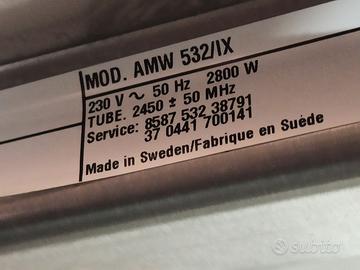 MOD. AMW 532/IX
230 V ~ 50 Hz 2800 W
TUBE. 2450 ± 50 MHz
Service: 8587 532 38791
37 0441 700141
Made in Sweden/Fabrique en Suéde
subito